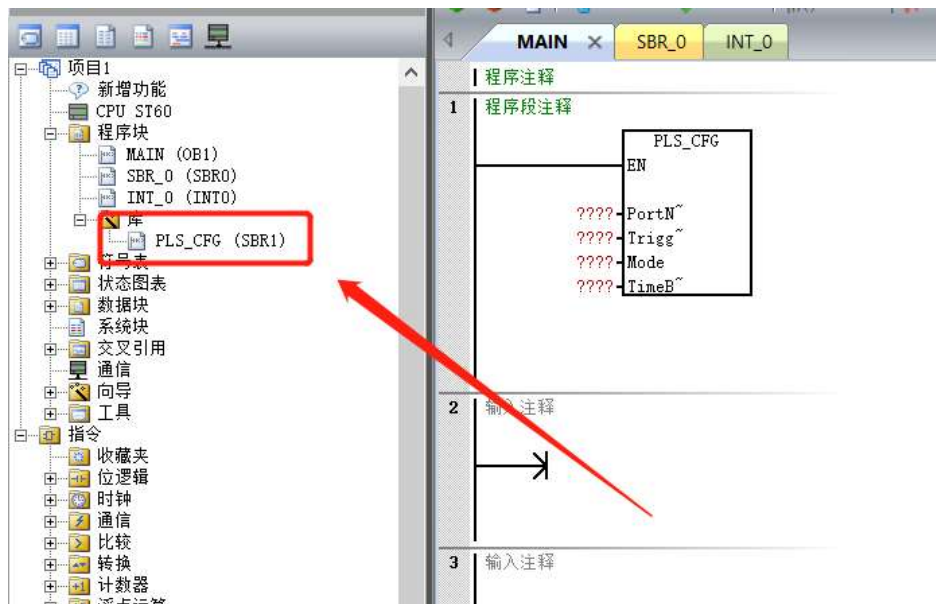 项目1
新增功能
CPU ST60
程序块
MAIN (OB1)
SBR_0 (SBR0)
INT_0 (INT0)
库
PLS_CFG (SBR1)
符号表
状态图表
数据块
系统块
交叉引用
通信
向导
工具
指令
收藏夹
位逻辑
时钟
通信
比较
转换
计数器
MAIN ×
SBR_0
INT_0
程序注释
1 程序段注释
PLS_CFG
EN
???? PortN~
???? Trigg~
???? Mode
???? TimeB~
2 输入注释
3 输入注释